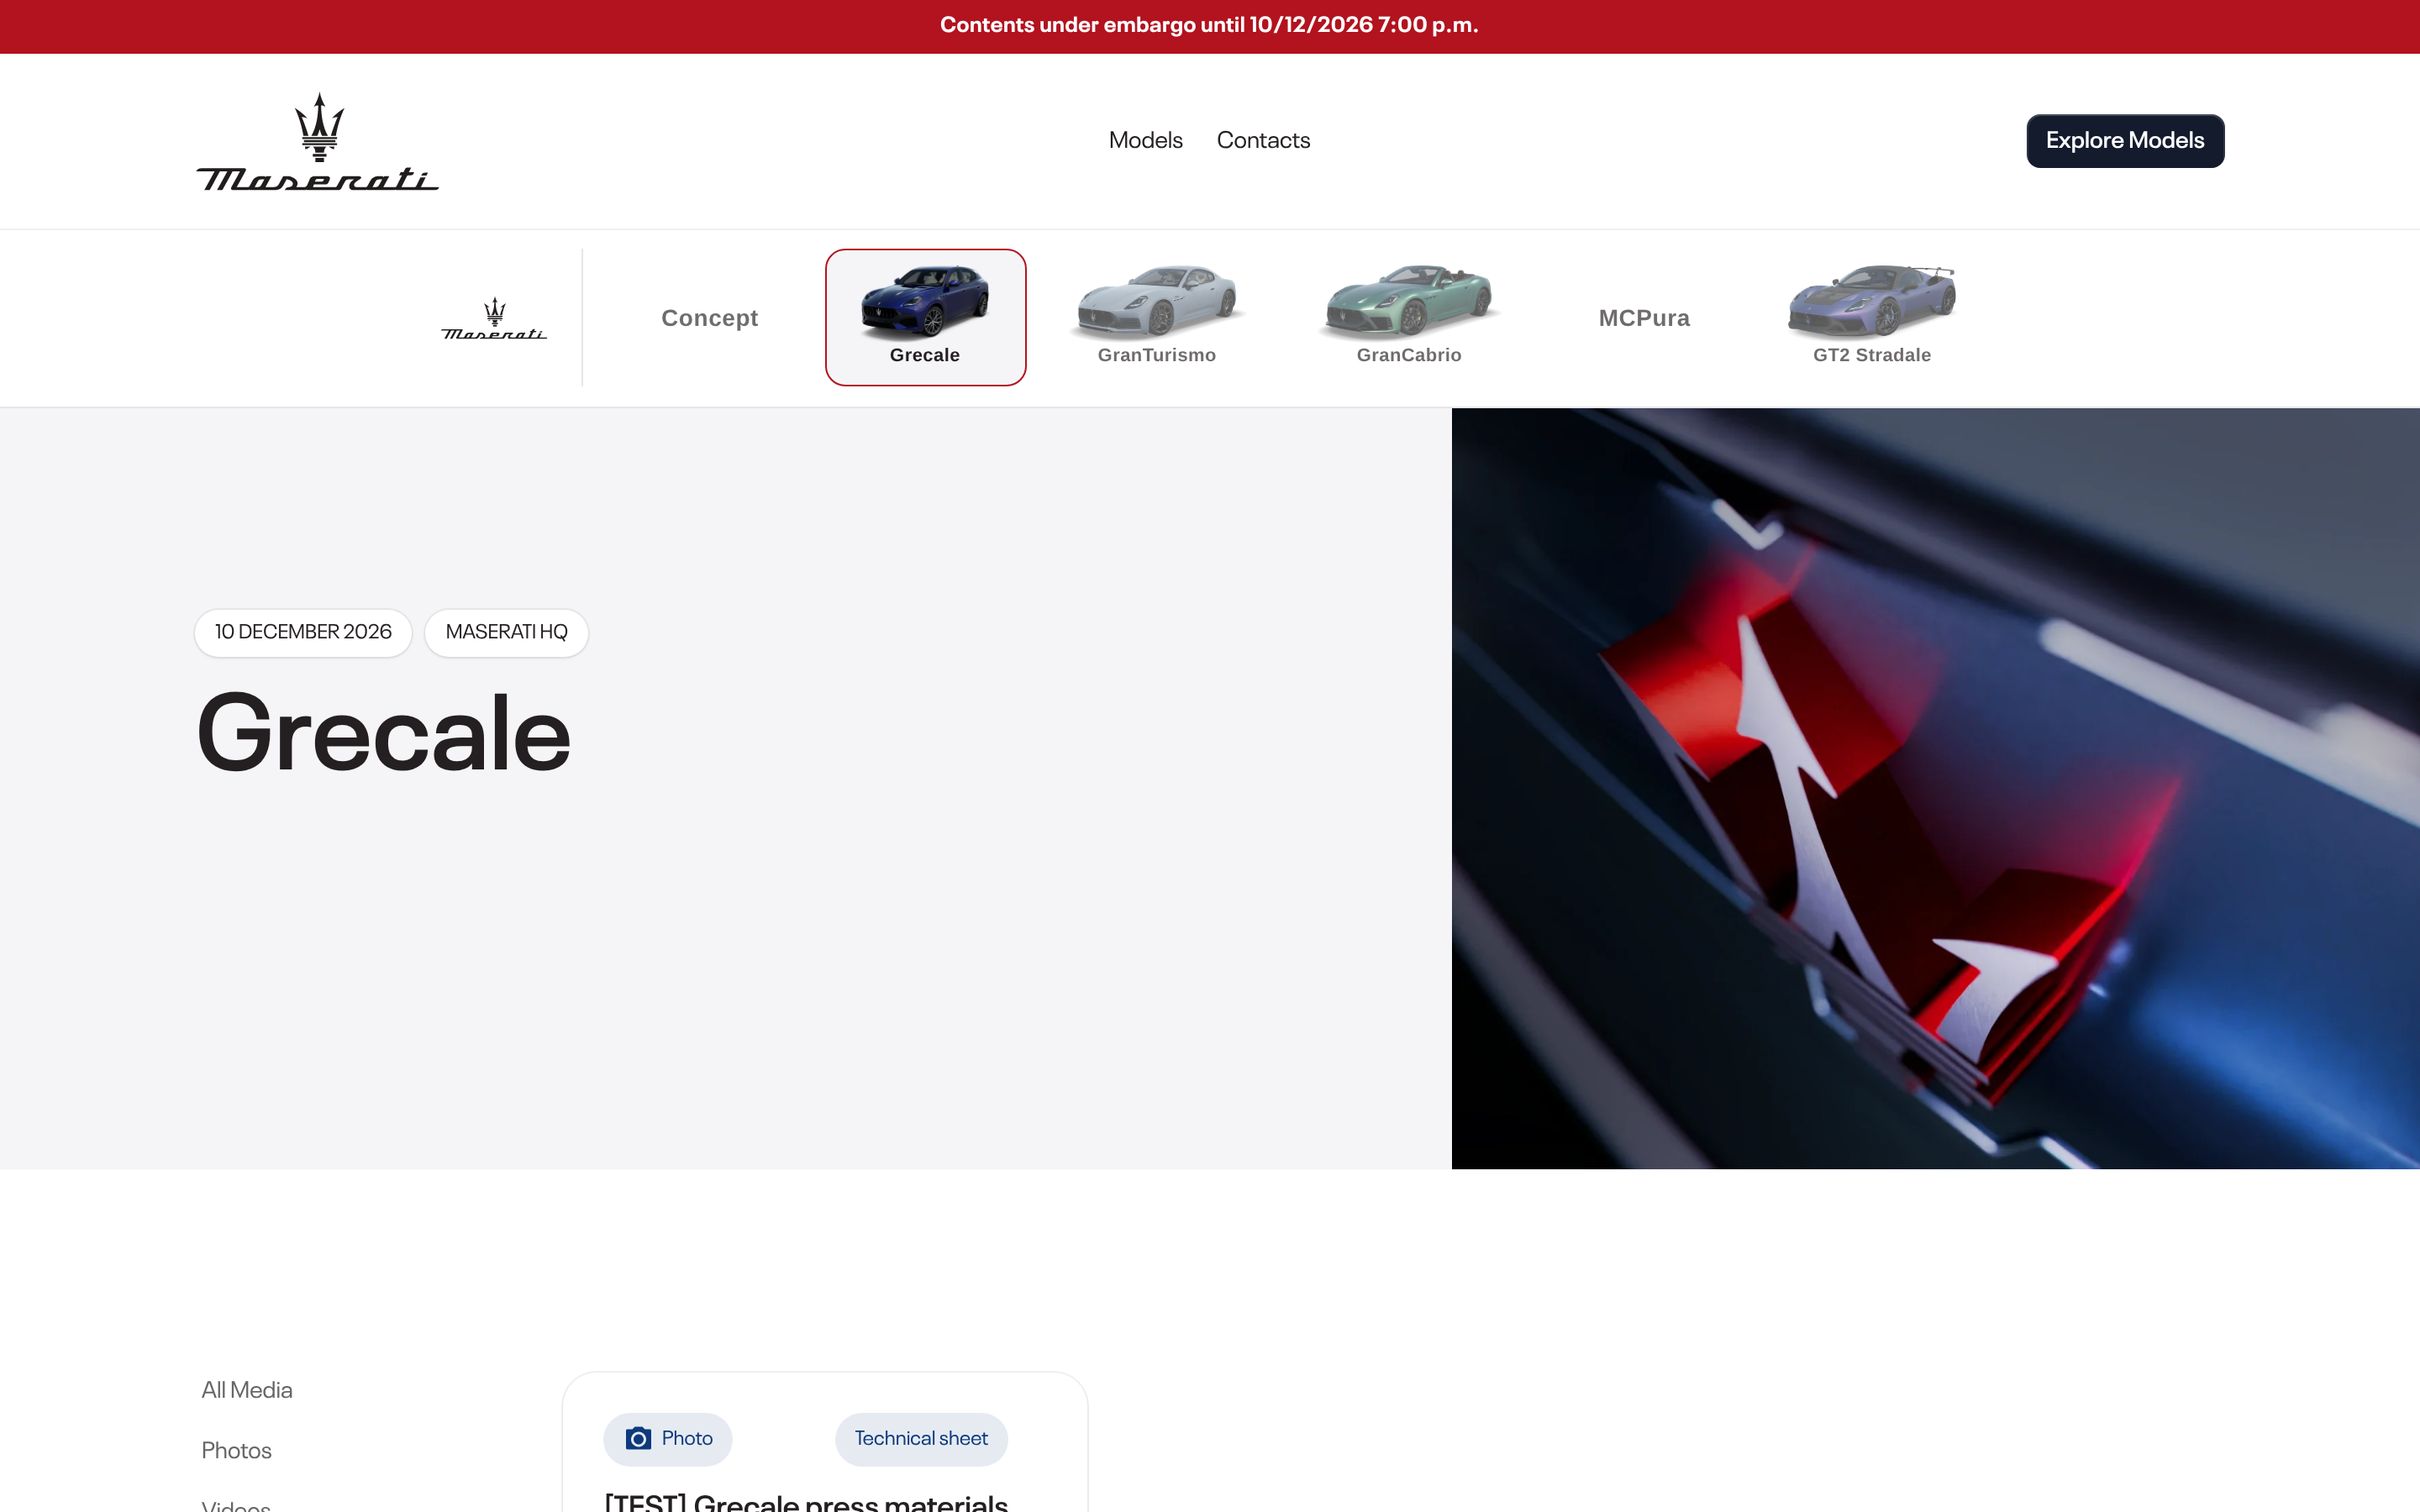 Contents under embargo until 10/12/2026 7:00 p.m.
Maserati
Models Contacts
Explore Models
Maserati
Concept
Grecale
GranTurismo
GranCabrio
MCPura
GT2 Stradale
10 DECEMBER 2026 MASERATI HQ
Grecale
All Media
Photos
Videos
Photo Technical sheet
[TEST] Grecale press materials